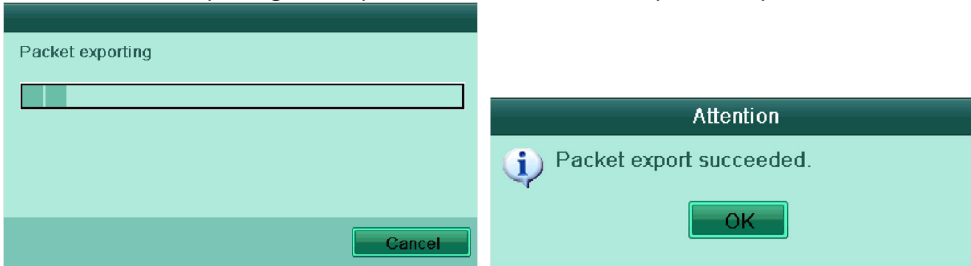 Packet exporting
Cancel
Attention
Packet export succeeded.
OK